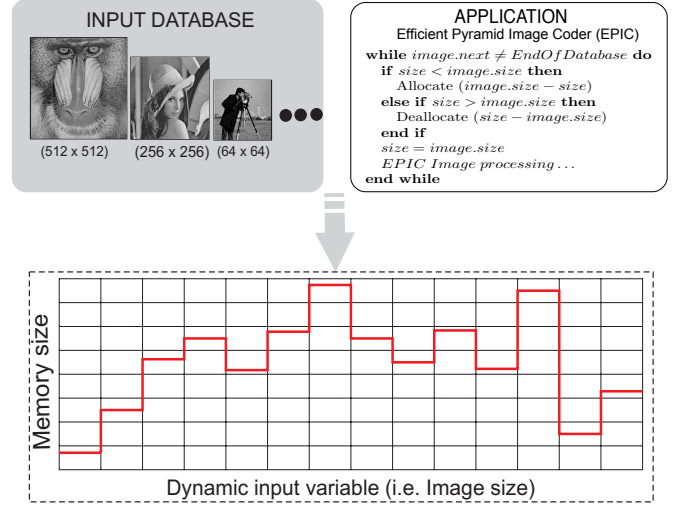 INPUT DATABASE
(512 x 512)
(256 x 256)
(64 x 64)
APPLICATION
Efficient Pyramid Image Coder (EPIC)
while image.next ≠ EndOfDatabase do
if size < image.size then
Allocate (image.size − size)
else if size > image.size then
Deallocate (size − image.size)
end if
size = image.size
EPIC Image processing ...
end while
Memory size
Dynamic input variable (i.e. Image size)